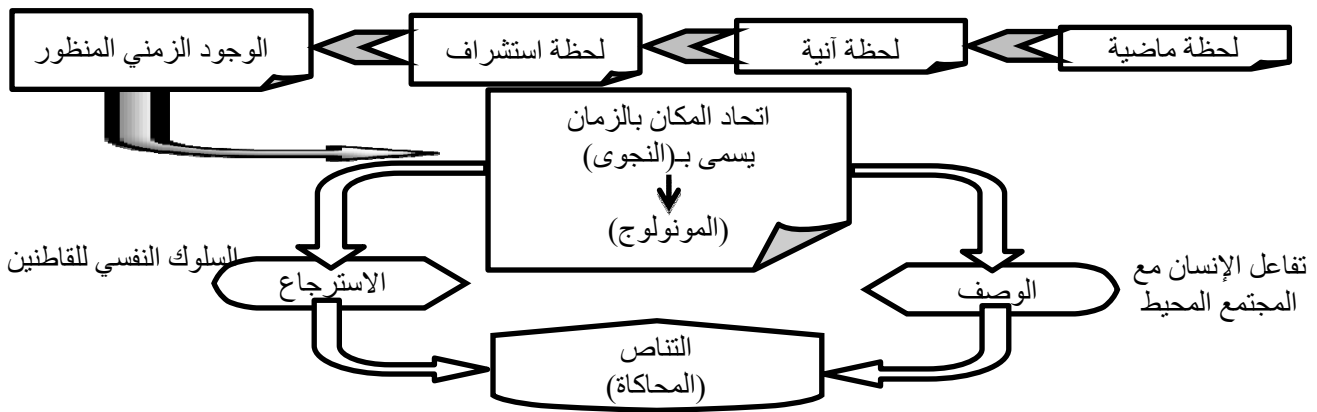 لحظة ماضية
لحظة آنية
لحظة استشراف
الوجود الزمني المنظور
اتحاد المكان بالزمان
يسمى بـ(النجوى)
(المونولوج)
تفاعل الإنسان مع
المجتمع المحيط
الوصف
الاسترجاع
السلوك النفسي للقاطنين
التناص
(المحاكاة)